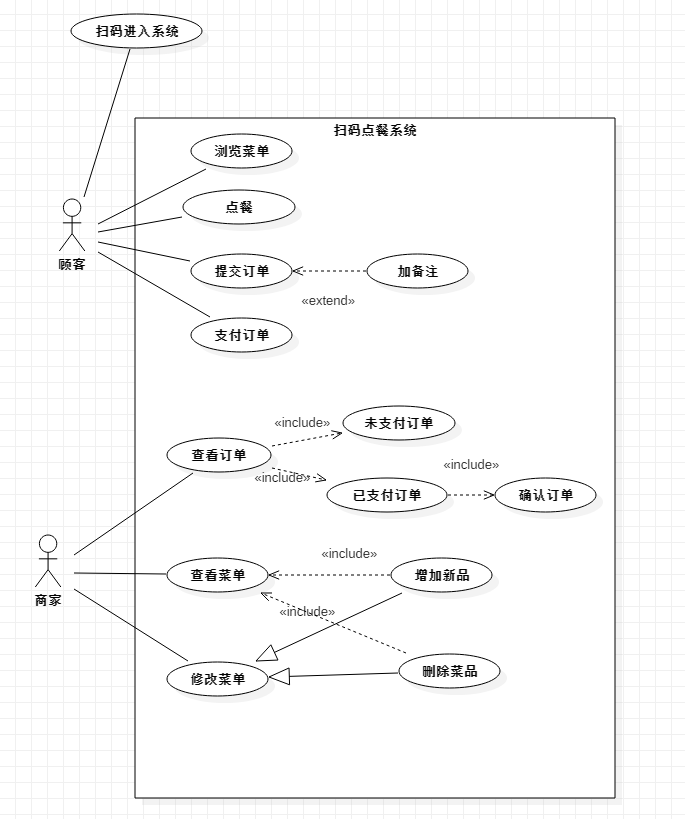 扫码进入系统
扫码点餐系统
浏览菜单
点餐
顾客
提交订单
加备注
«extend»
支付订单
«include»
未支付订单
查看订单
«include»
«include»
已支付订单
确认订单
«include»
查看菜单
增加新品
商家
«include»
修改菜单
删除菜品